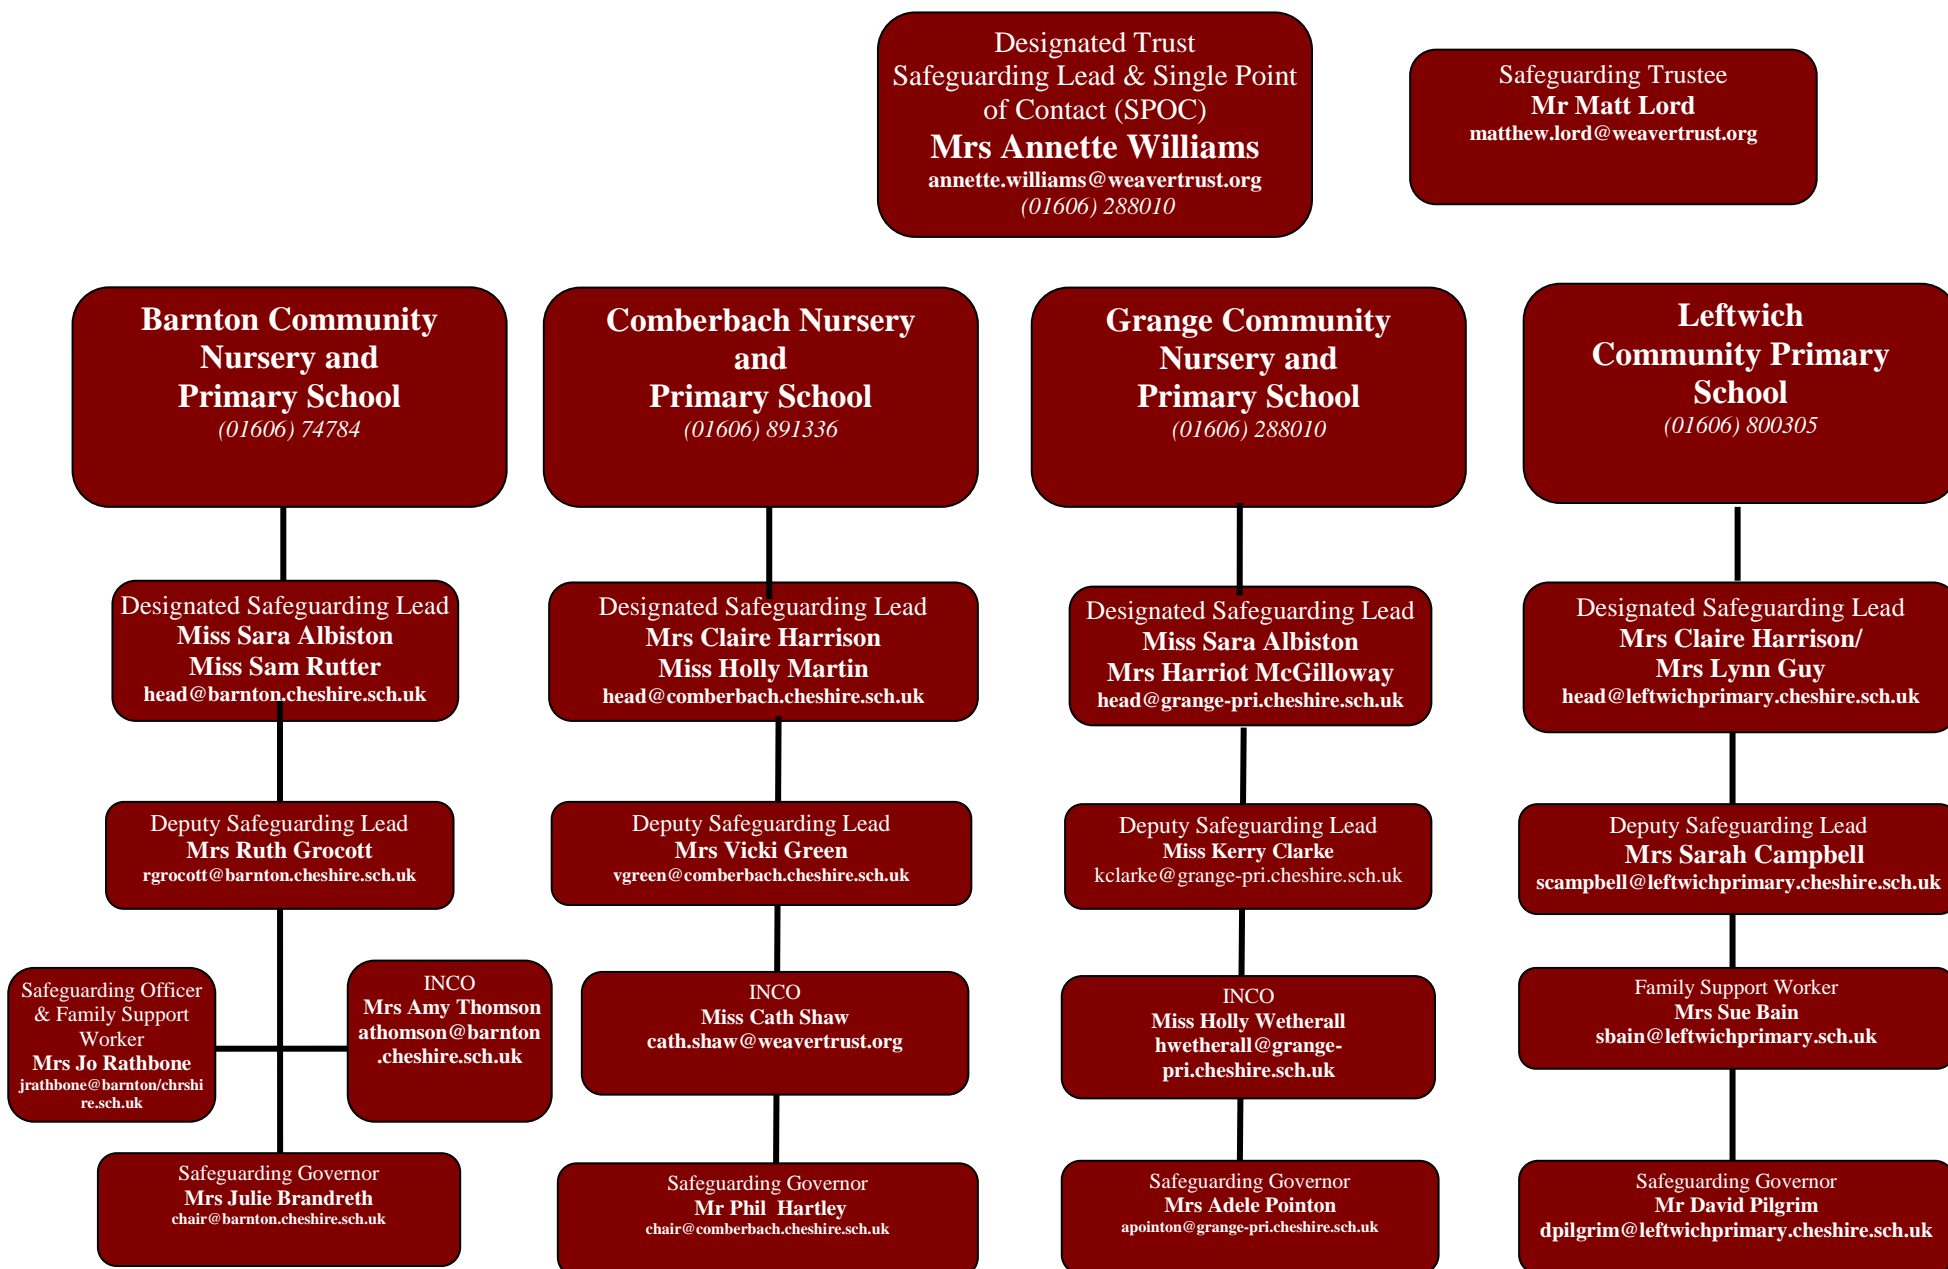 Designated Trust
Safeguarding Lead & Single Point
of Contact (SPOC)
Mrs Annette Williams
annette.williams@weavertrust.org
(01606) 288010
Safeguarding Trustee
Mr Matt Lord
matthew.lord@weavertrust.org
Barnton Community
Nursery and
Primary School
(01606) 74784
Comberbach Nursery
and
Primary School
(01606) 891336
Grange Community
Nursery and
Primary School
(01606) 288010
Leftwich
Community Primary
School
(01606) 800305
Designated Safeguarding Lead
Miss Sara Albiston
Miss Sam Rutter
head@barnton.cheshire.sch.uk
Designated Safeguarding Lead
Mrs Claire Harrison
Miss Holly Martin
head@comberbach.cheshire.sch.uk
Designated Safeguarding Lead
Miss Sara Albiston
Mrs Harriot McGilloway
head@grange-pri.cheshire.sch.uk
Designated Safeguarding Lead
Mrs Claire Harrison/
Mrs Lynn Guy
head@leftwichprimary.cheshire.sch.uk
Deputy Safeguarding Lead
Mrs Ruth Grocott
rgrocott@barnton.cheshire.sch.uk
Deputy Safeguarding Lead
Mrs Vicki Green
vgreen@comberbach.cheshire.sch.uk
Deputy Safeguarding Lead
Miss Kerry Clarke
kclarke@grange-pri.cheshire.sch.uk
Deputy Safeguarding Lead
Mrs Sarah Campbell
scampbell@leftwichprimary.cheshire.sch.uk
Safeguarding Officer
& Family Support
Worker
Mrs Jo Rathbone
jrathbone@barnton/chrshi
re.sch.uk
INCO
Mrs Amy Thomson
athomson@barnton
.cheshire.sch.uk
INCO
Miss Cath Shaw
cath.shaw@weavertrust.org
INCO
Miss Holly Wetherall
hwetherall@grange-
pri.cheshire.sch.uk
Family Support Worker
Mrs Sue Bain
sbain@leftwichprimary.sch.uk
Safeguarding Governor
Mrs Julie Brandreth
chair@barnton.cheshire.sch.uk
Safeguarding Governor
Mr Phil  Hartley
chair@comberbach.cheshire.sch.uk
Safeguarding Governor
Mrs Adele Pointon
apointon@grange-pri.cheshire.sch.uk
Safeguarding Governor
Mr David Pilgrim
dpilgrim@leftwichprimary.cheshire.sch.uk